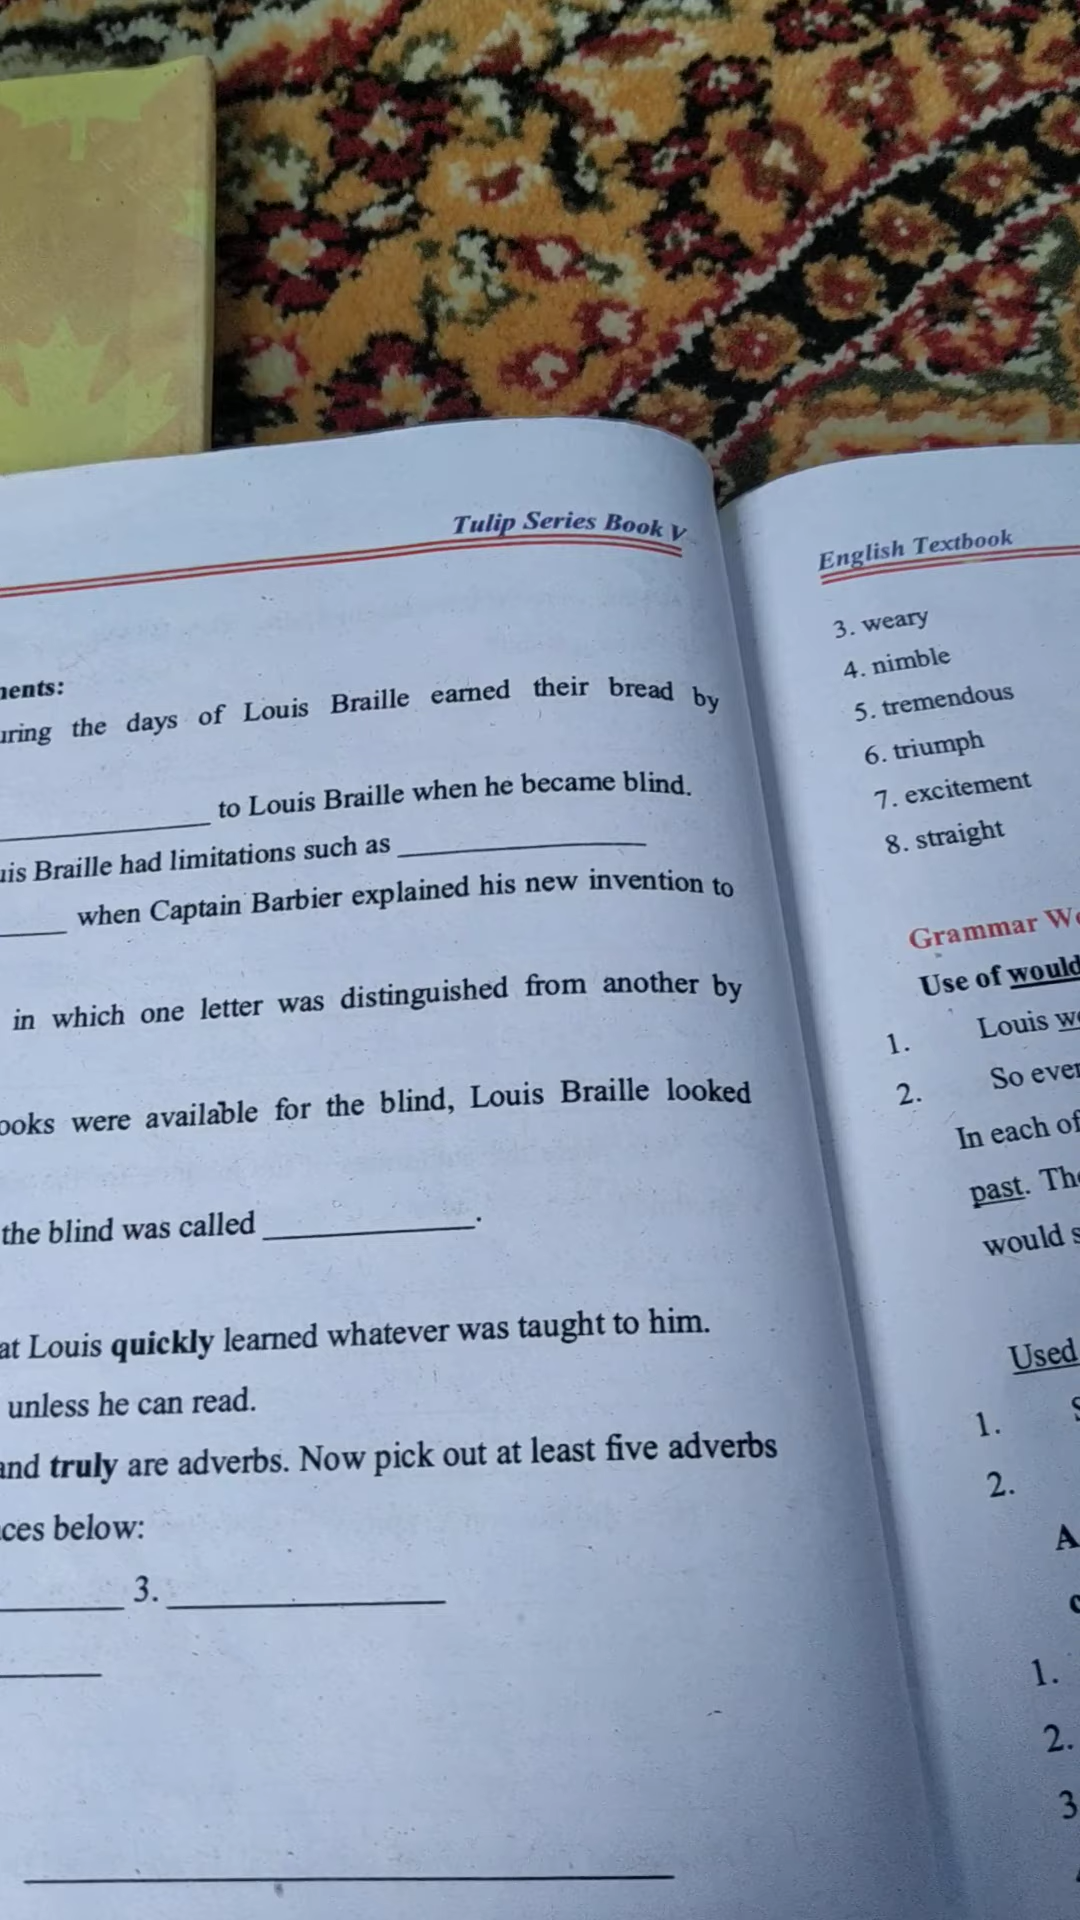 Tulip Series Book V
ments:
uring the days of Louis Braille earned their bread by
to Louis Braille when he became blind.
uis Braille had limitations such as
when Captain Barbier explained his new invention to
in which one letter was distinguished from another by
ooks were available for the blind, Louis Braille looked
the blind was called .
at Louis quickly learned whatever was taught to him.
unless he can read.
and truly are adverbs. Now pick out at least five adverbs
ces below:
3.
English Textbook
3. weary
4. nimble
5. tremendous
6. triumph
7. excitement
8. straight
Grammar
Use of would
1. Louis
2. So ever
In each of
past.
would s
Used
1.
2.
A
1.
2.
3